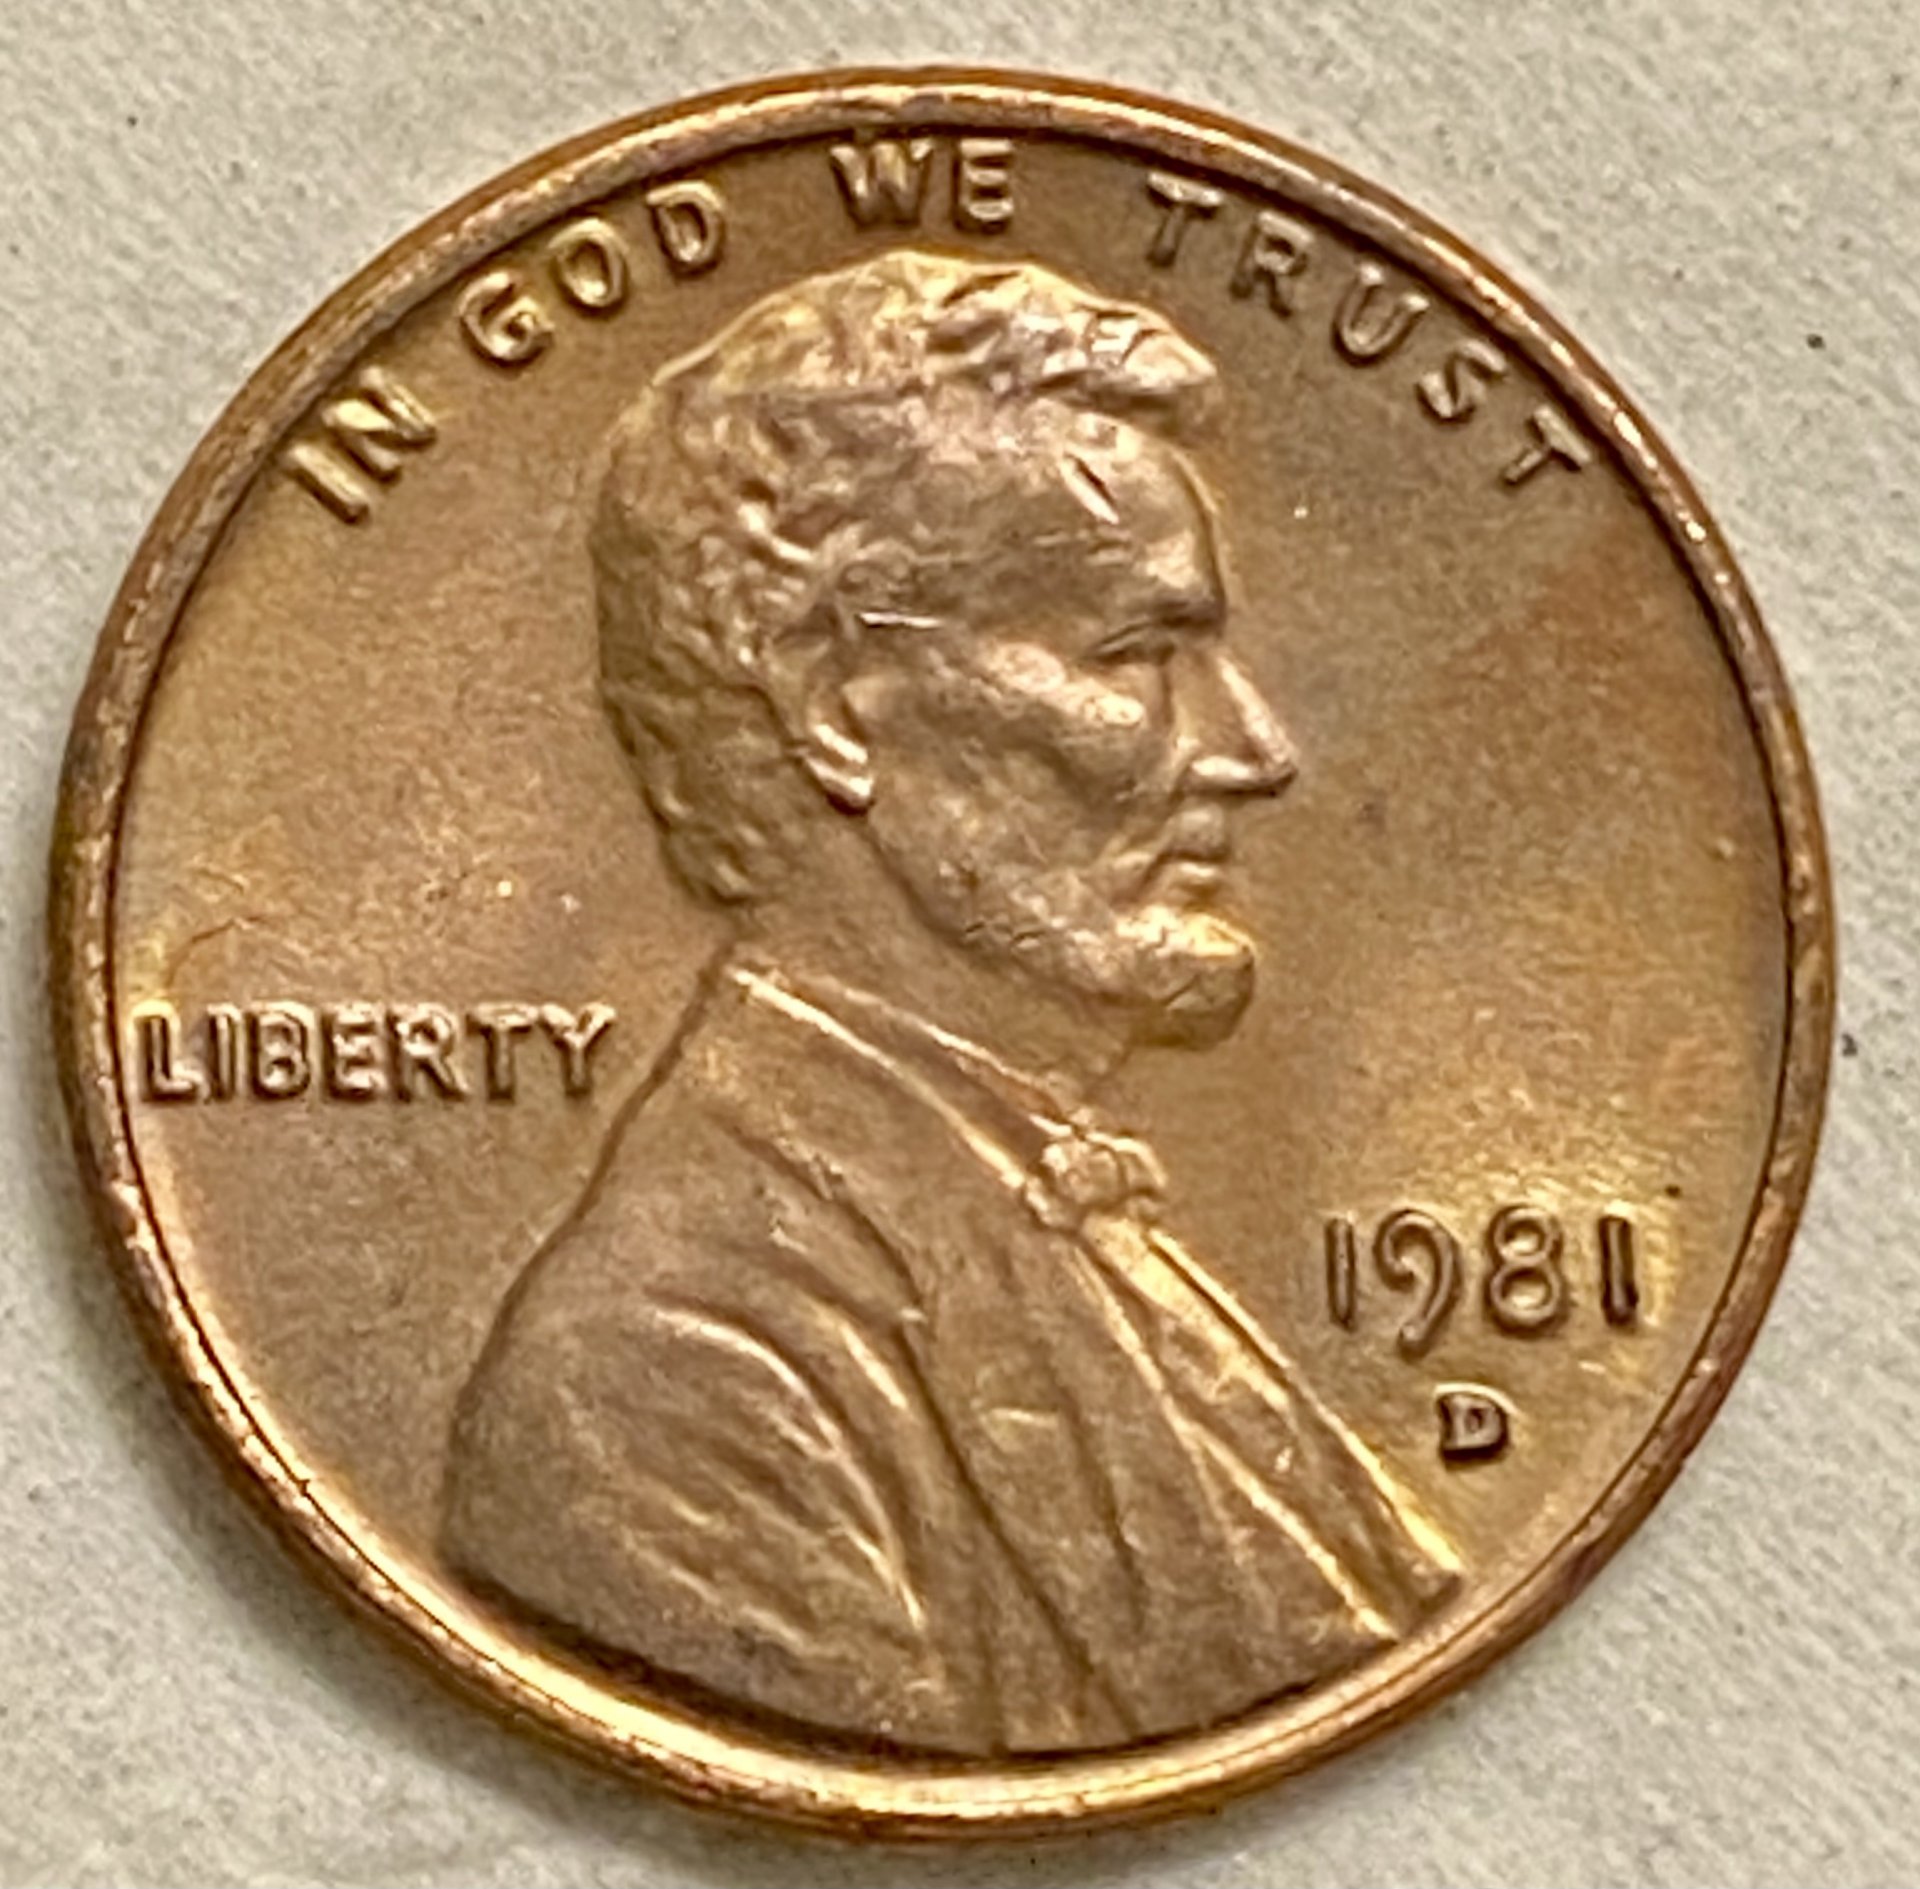 IN GOD WE TRUST
LIBERTY
1981
D